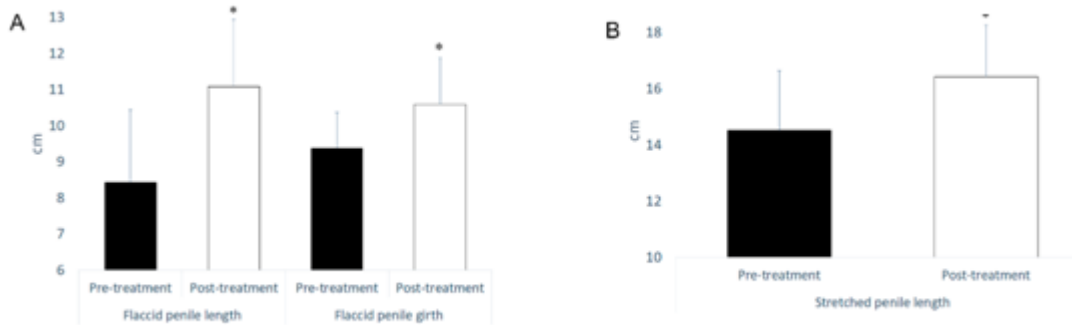 A
cm
13
12
11
10
9
8
7
6
*
*
Pre-treatment Post-treatment Pre-treatment Post-treatment
Flaccid penile length Flaccid penile girth
B
18
16
14
12
10
Pre-treatment Post-treatment
Stretched penile length